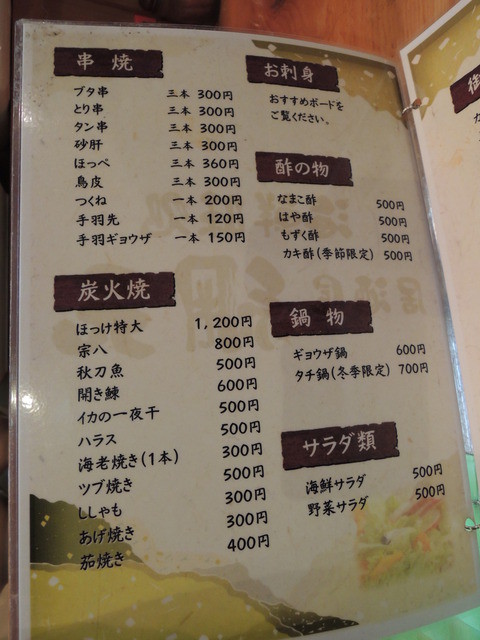 串焼
ブタ串 三本 300円
とり串 三本 300円
タン串 三本 300円
砂肝 三本 300円
ほっぺ 三本 360円
鳥皮 三本 300円
つくね 一本 200円
手羽先 一本 120円
手羽ギョウザ 一本 150円
炭火焼
ほっけ特大 1,200円
宗八 800円
秋刀魚 500円
開き鰊 600円
イカの一夜干 500円
ハラス 500円
海老焼き(1本) 300円
ツブ焼き 500円
ししゃも 300円
あげ焼き 300円
茄焼き 400円
お刺身
おすすめボードを
ご覧ください。
酢の物
なまこ酢 500円
ほや酢 500円
もずく酢 500円
カキ酢(季節限定) 500円
鍋物
ギョウザ鍋 600円
タチ鍋(冬季限定) 700円
サラダ類
海鮮サラダ 500円
野菜サラダ 500円